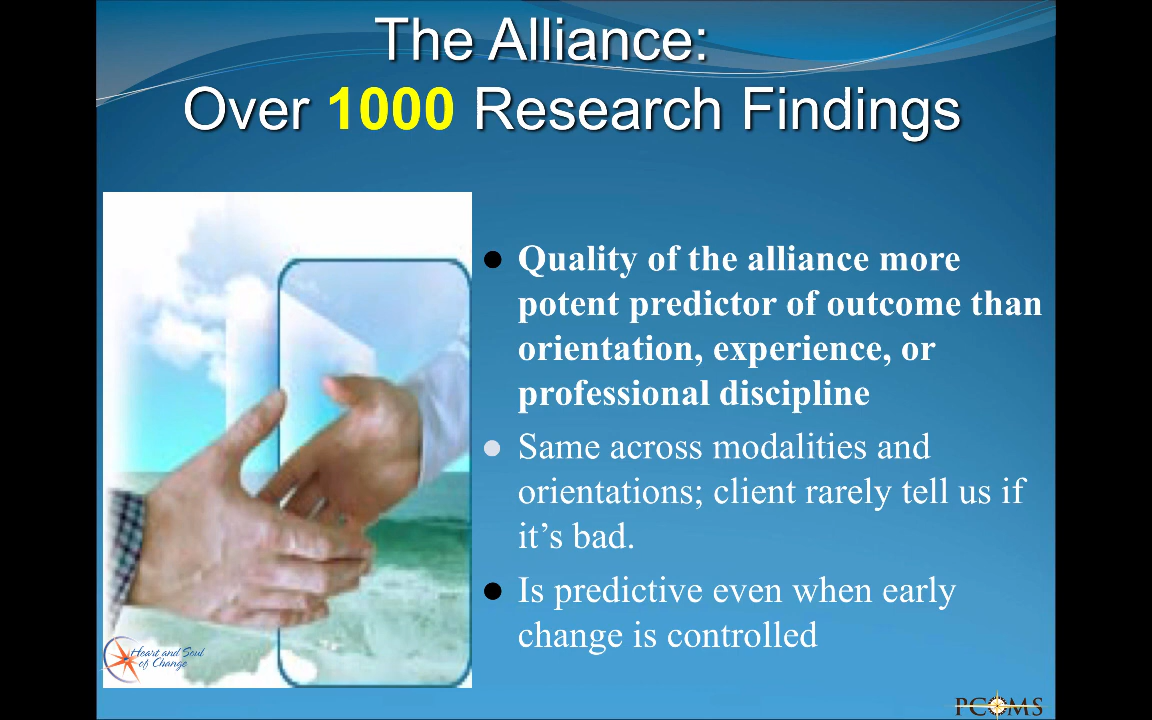 The Alliance:
Over 1000 Research Findings
● Quality of the alliance more
potent predictor of outcome than
orientation, experience, or
professional discipline
● Same across modalities and
orientations; client rarely tell us if
it’s bad.
● Is predictive even when early
change is controlled
Heart and Soul
of Change
PCOMS